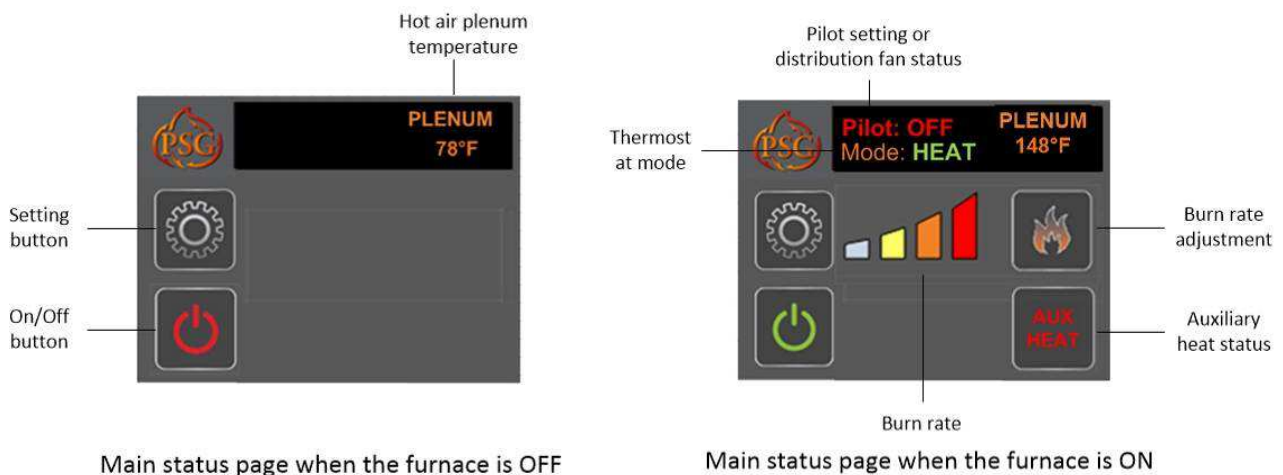 Hot air plenum
temperature
PSG
PLENUM
78°F
Setting
button
On/Off
button
Main status page when the furnace is OFF
Pilot setting or
distribution fan status
Thermost
at mode
PSG
Pilot: OFF
Mode: HEAT
PLENUM
148°F
Burn rate
adjustment
AUX
HEAT
Auxiliary
heat status
Burn rate
Main status page when the furnace is ON